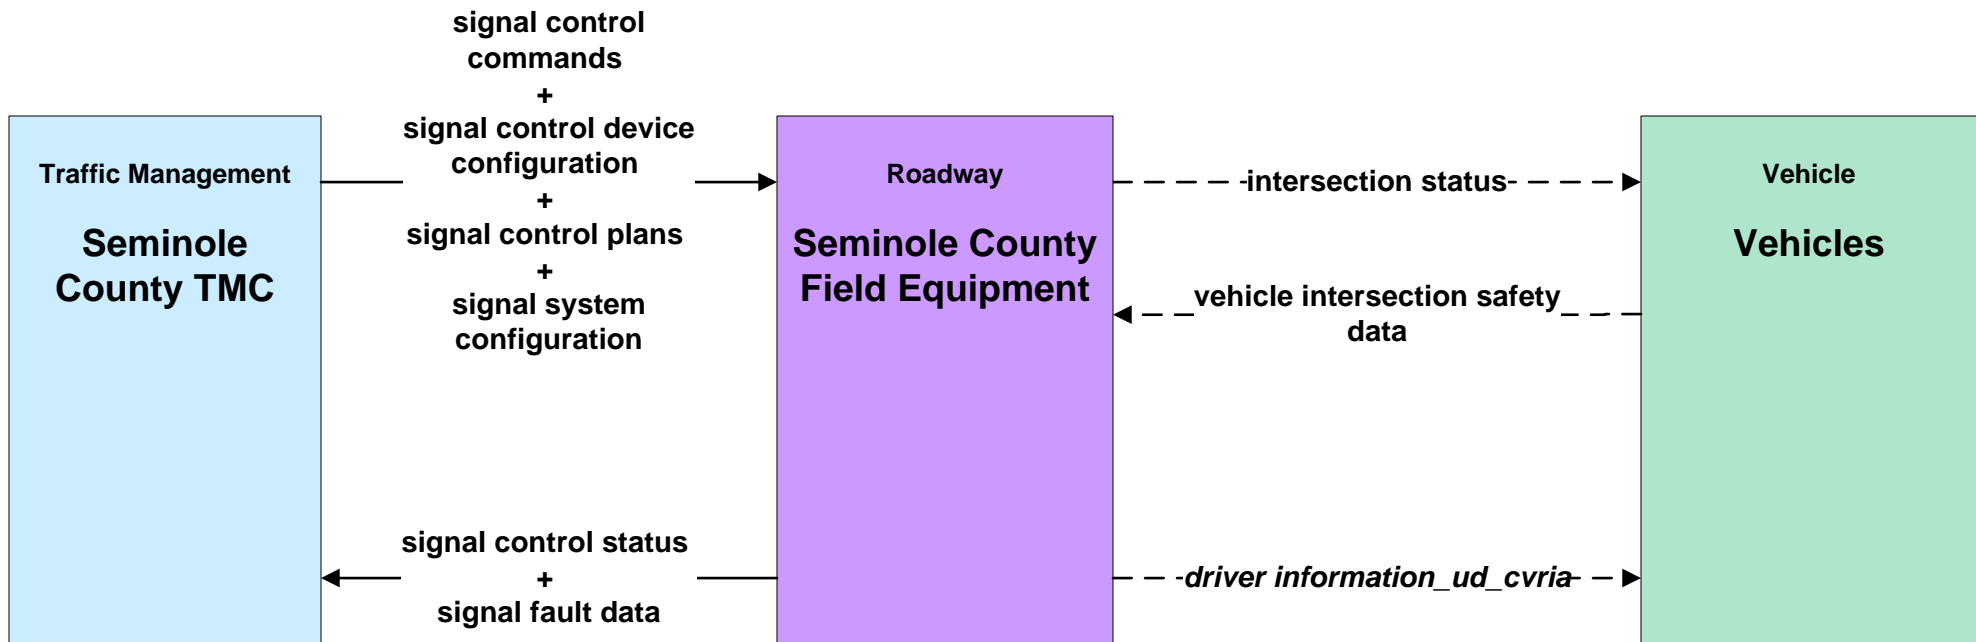 signal control
commands
+
signal control device
configuration
+
signal control plans
+
signal system
configuration
Traffic Management
Seminole
County TMC
Roadway
Seminole County
Field Equipment
intersection status
Vehicle
Vehicles
vehicle intersection safety
data
signal control status
+
signal fault data
driver information_ud_cvria